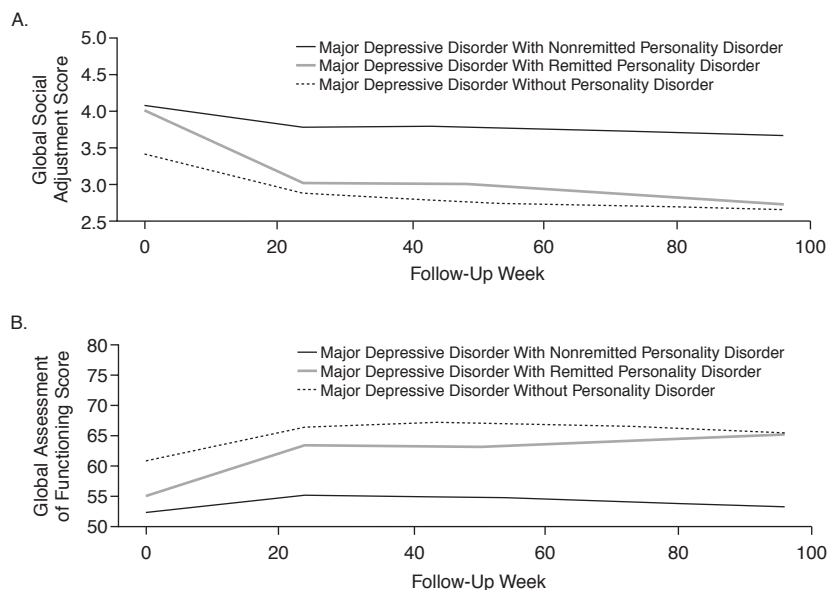 A.
5.0
4.5
4.0
3.5
3.0
2.5
Global Social
Adjustment Score
Major Depressive Disorder With Nonremitted Personality Disorder
Major Depressive Disorder With Remitted Personality Disorder
Major Depressive Disorder Without Personality Disorder
0 20 40 60 80 100
Follow-Up Week
B.
80
75
70
65
60
55
50
Global Assessment
of Functioning Score
Major Depressive Disorder With Nonremitted Personality Disorder
Major Depressive Disorder With Remitted Personality Disorder
Major Depressive Disorder Without Personality Disorder
0 20 40 60 80 100
Follow-Up Week